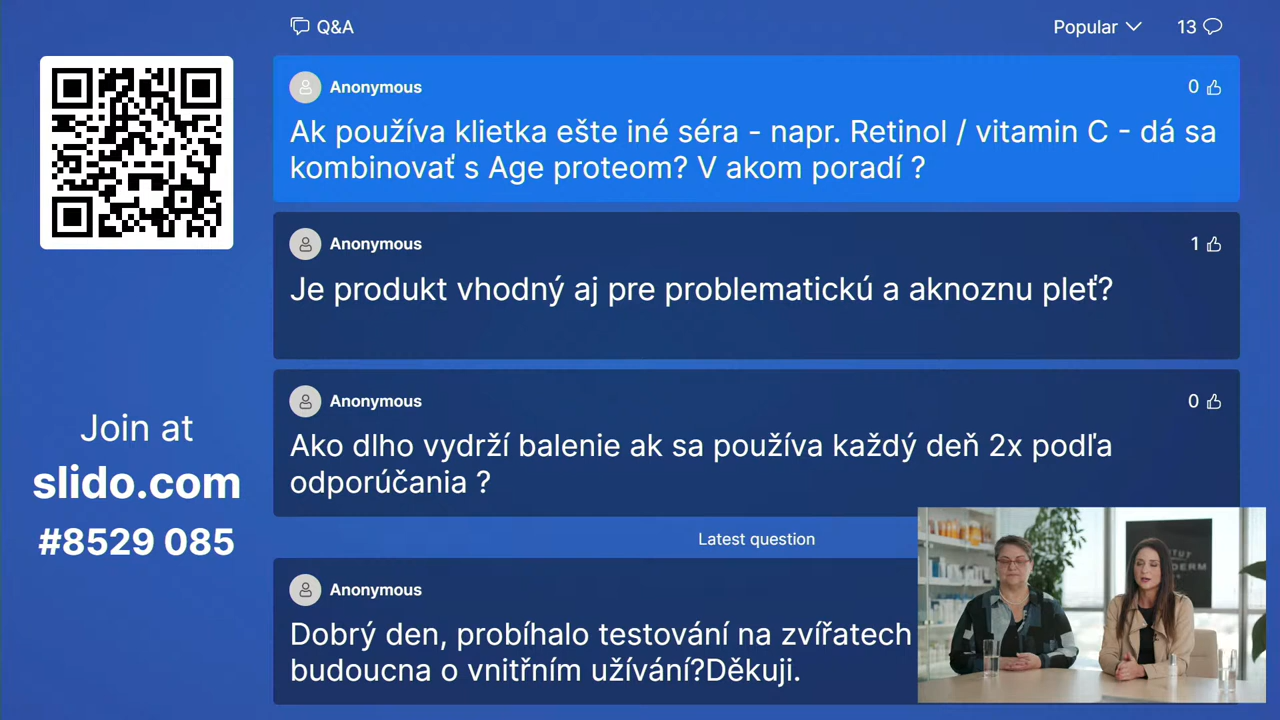 Q&A
Popular
13
Anonymous
0
Ak používa klietka ešte iné séra - napr. Retinol / vitamin C - dá sa
kombinovať s Age proteom? V akom poradí ?
Anonymous
1
Je produkt vhodný aj pre problematickú a aknoznu pleť?
Anonymous
0
Ako dlho vydrží balenie ak sa používa každý deň 2x podľa
odporúčania ?
Join at
slido.com
#8529 085
Latest question
Anonymous
Dobrý den, probíhalo testování na zvířatech
budoucna o vnitřním užívání?Děkuji.